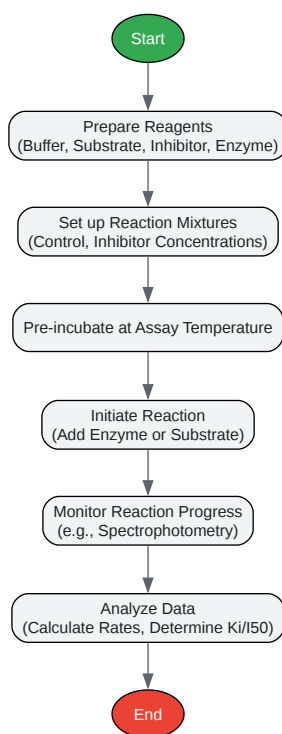 Start
Prepare Reagents
(Buffer, Substrate, Inhibitor, Enzyme)
Set up Reaction Mixtures
(Control, Inhibitor Concentrations)
Pre-incubate at Assay Temperature
Initiate Reaction
(Add Enzyme or Substrate)
Monitor Reaction Progress
(e.g., Spectrophotometry)
Analyze Data
(Calculate Rates, Determine Ki/I50)
End